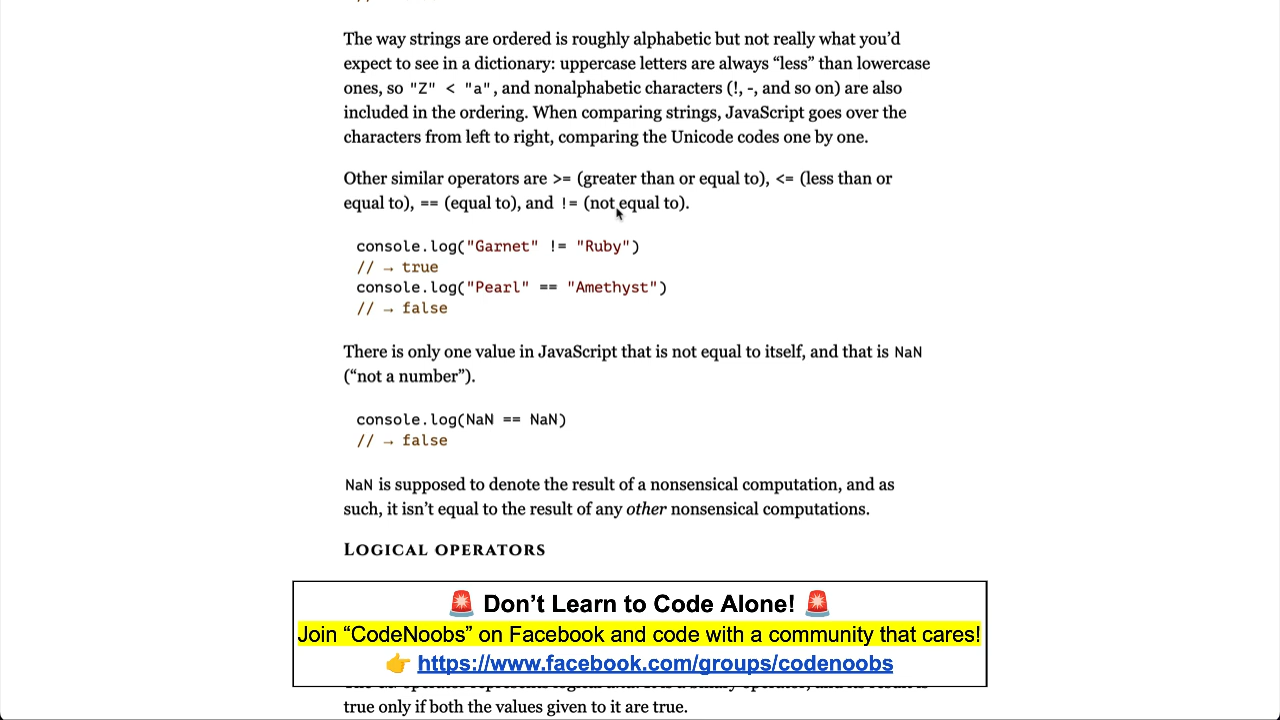 The way strings are ordered is roughly alphabetic but not really what you’d
expect to see in a dictionary: uppercase letters are always “less” than lowercase
ones, so "Z" < "a", and nonalphabetic characters (!, -, and so on) are also
included in the ordering. When comparing strings, JavaScript goes over the
characters from left to right, comparing the Unicode codes one by one.
Other similar operators are >= (greater than or equal to), <= (less than or
equal to), == (equal to), and != (not equal to).
console.log("Garnet" != "Ruby")
// → true
console.log("Pearl" == "Amethyst")
// → false
There is only one value in JavaScript that is not equal to itself, and that is NaN
(“not a number”).
console.log(NaN == NaN)
// → false
NaN is supposed to denote the result of a nonsensical computation, and as
such, it isn’t equal to the result of any other nonsensical computations.
LOGICAL OPERATORS
🚨 Don’t Learn to Code Alone! 🚨
Join “CodeNoobs” on Facebook and code with a community that cares!
👉 https://www.facebook.com/groups/codenoobs
true only if both the values given to it are true.